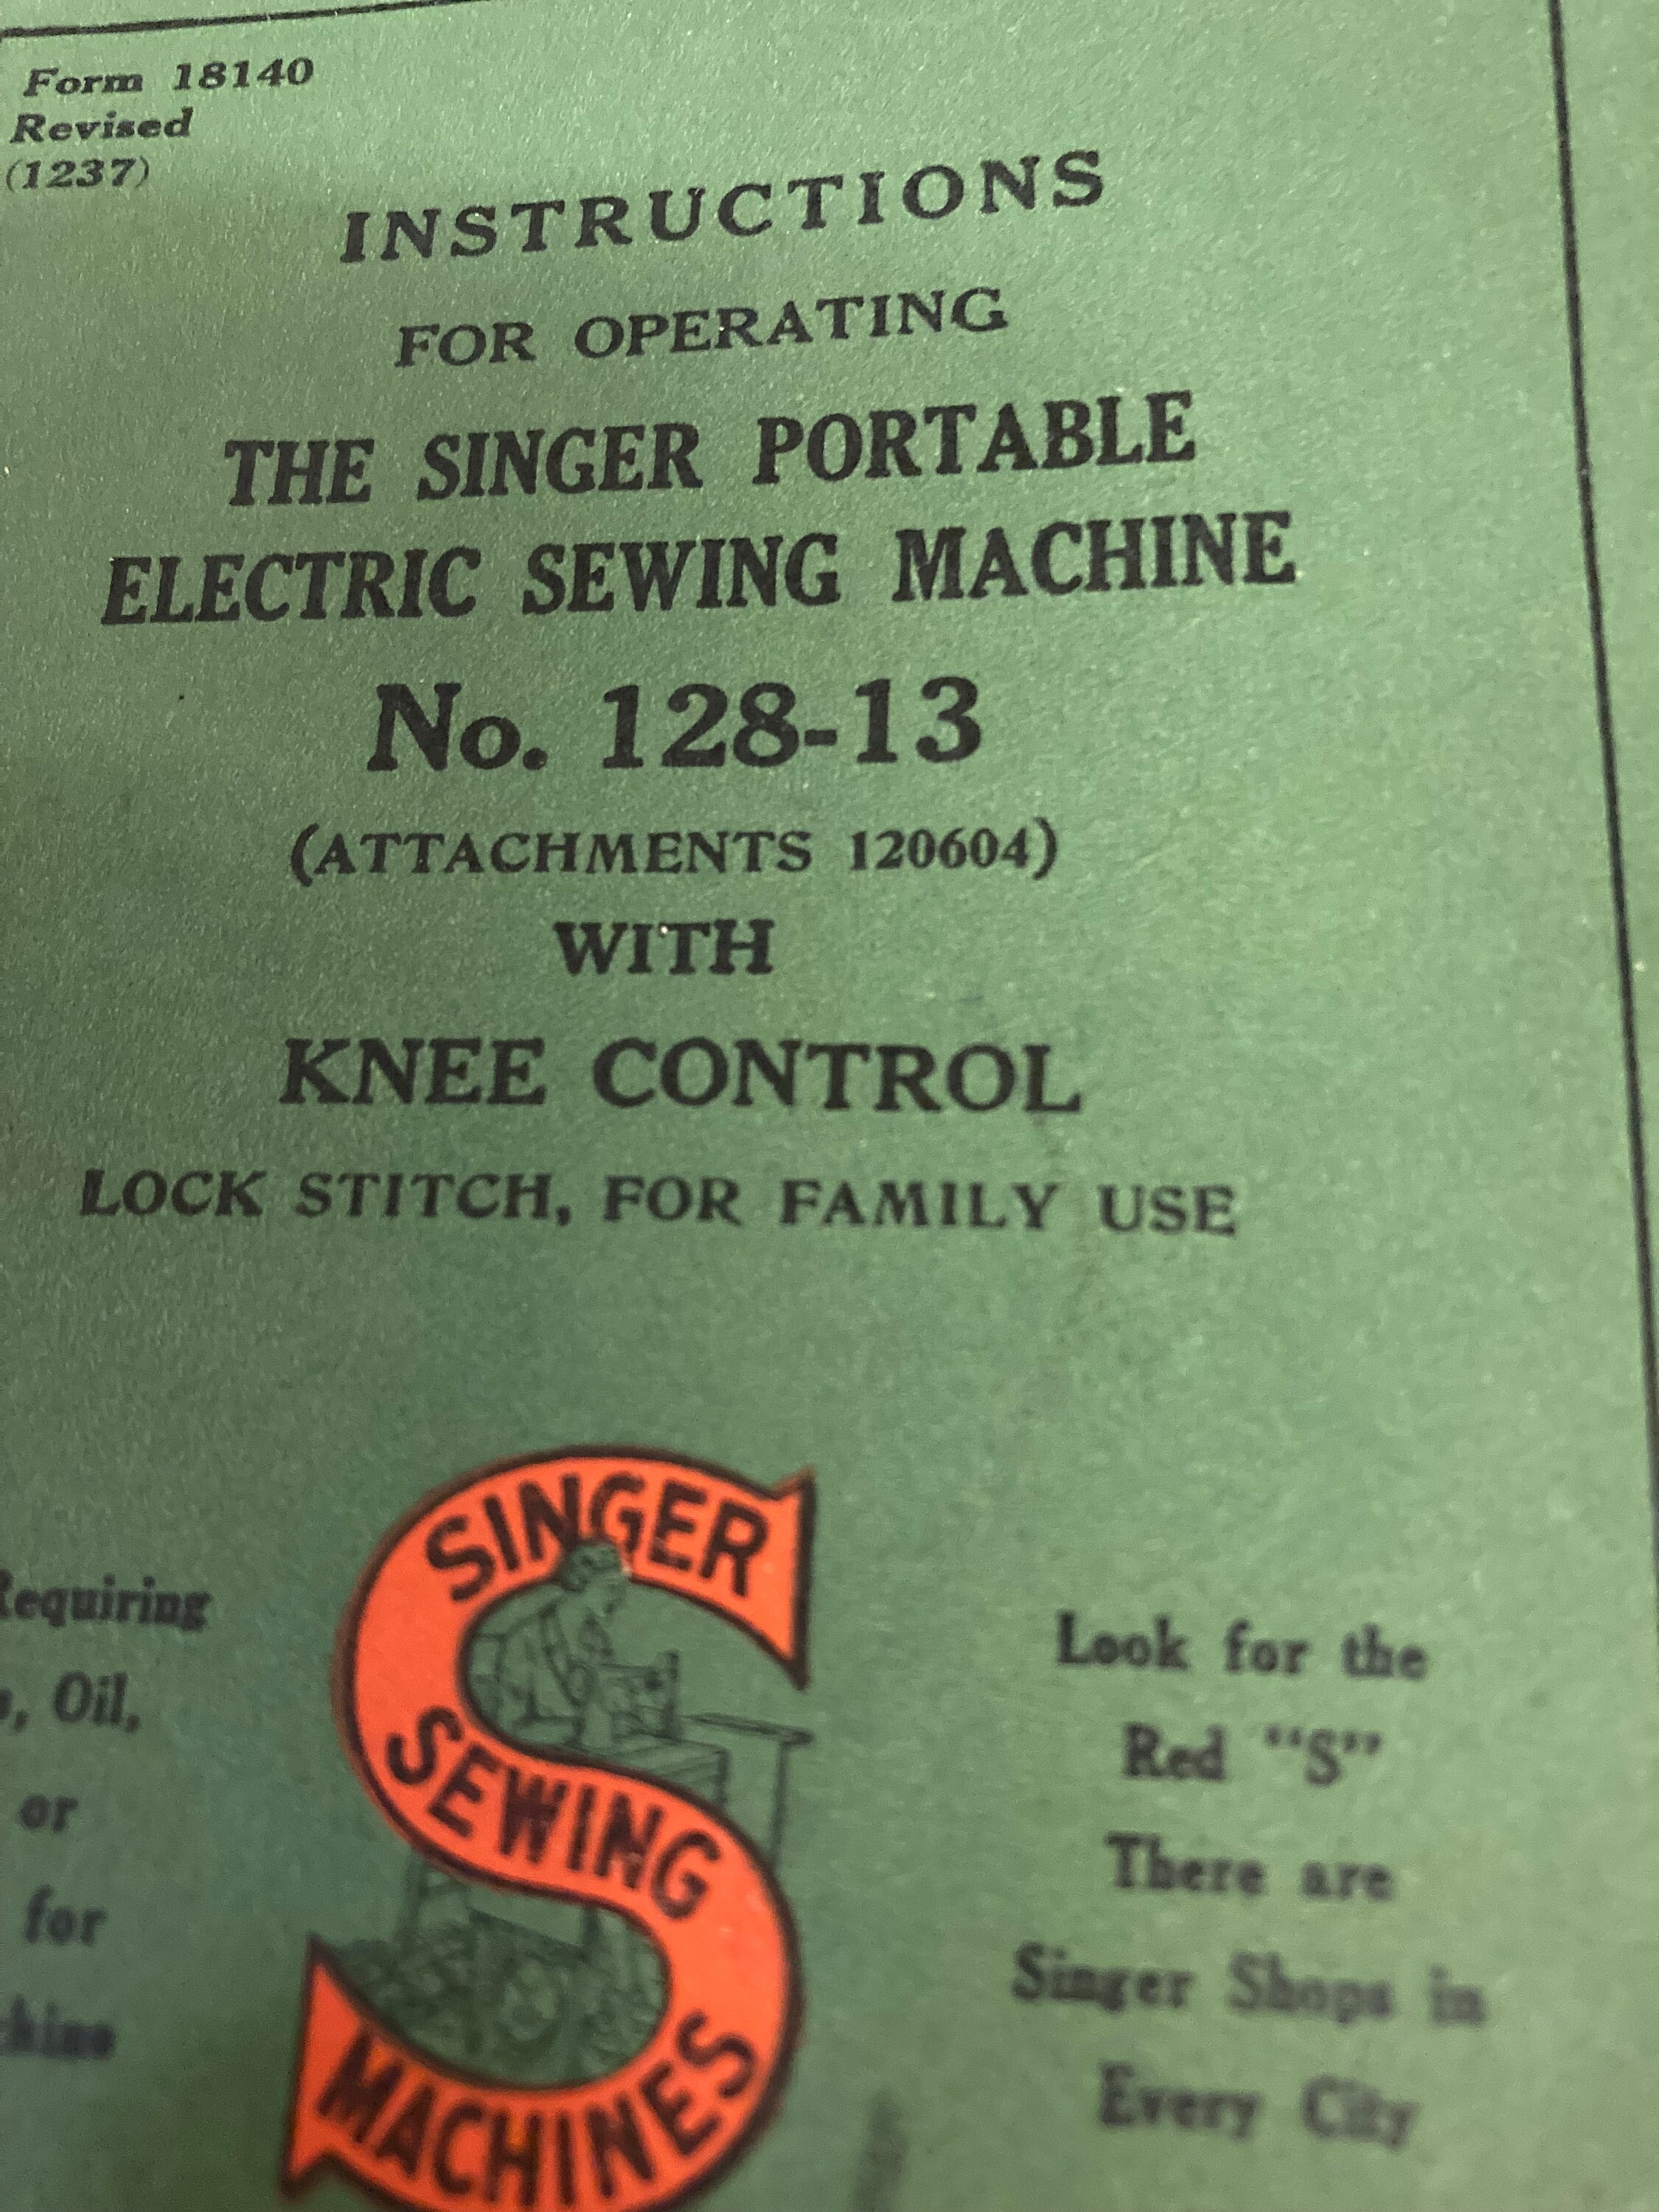 Form 18140
Revised
(1237)
INSTRUCTIONS
FOR OPERATING
THE SINGER PORTABLE
ELECTRIC SEWING MACHINE
No. 128-13
(ATTACHMENTS 120604)
WITH
KNEE CONTROL
LOCK STITCH, FOR FAMILY USE
SINGER
SEWING
MACHINES
Requiring
, Oil,
or
for
Look for the
Red "S"
There are
Singer Shops in
Every City